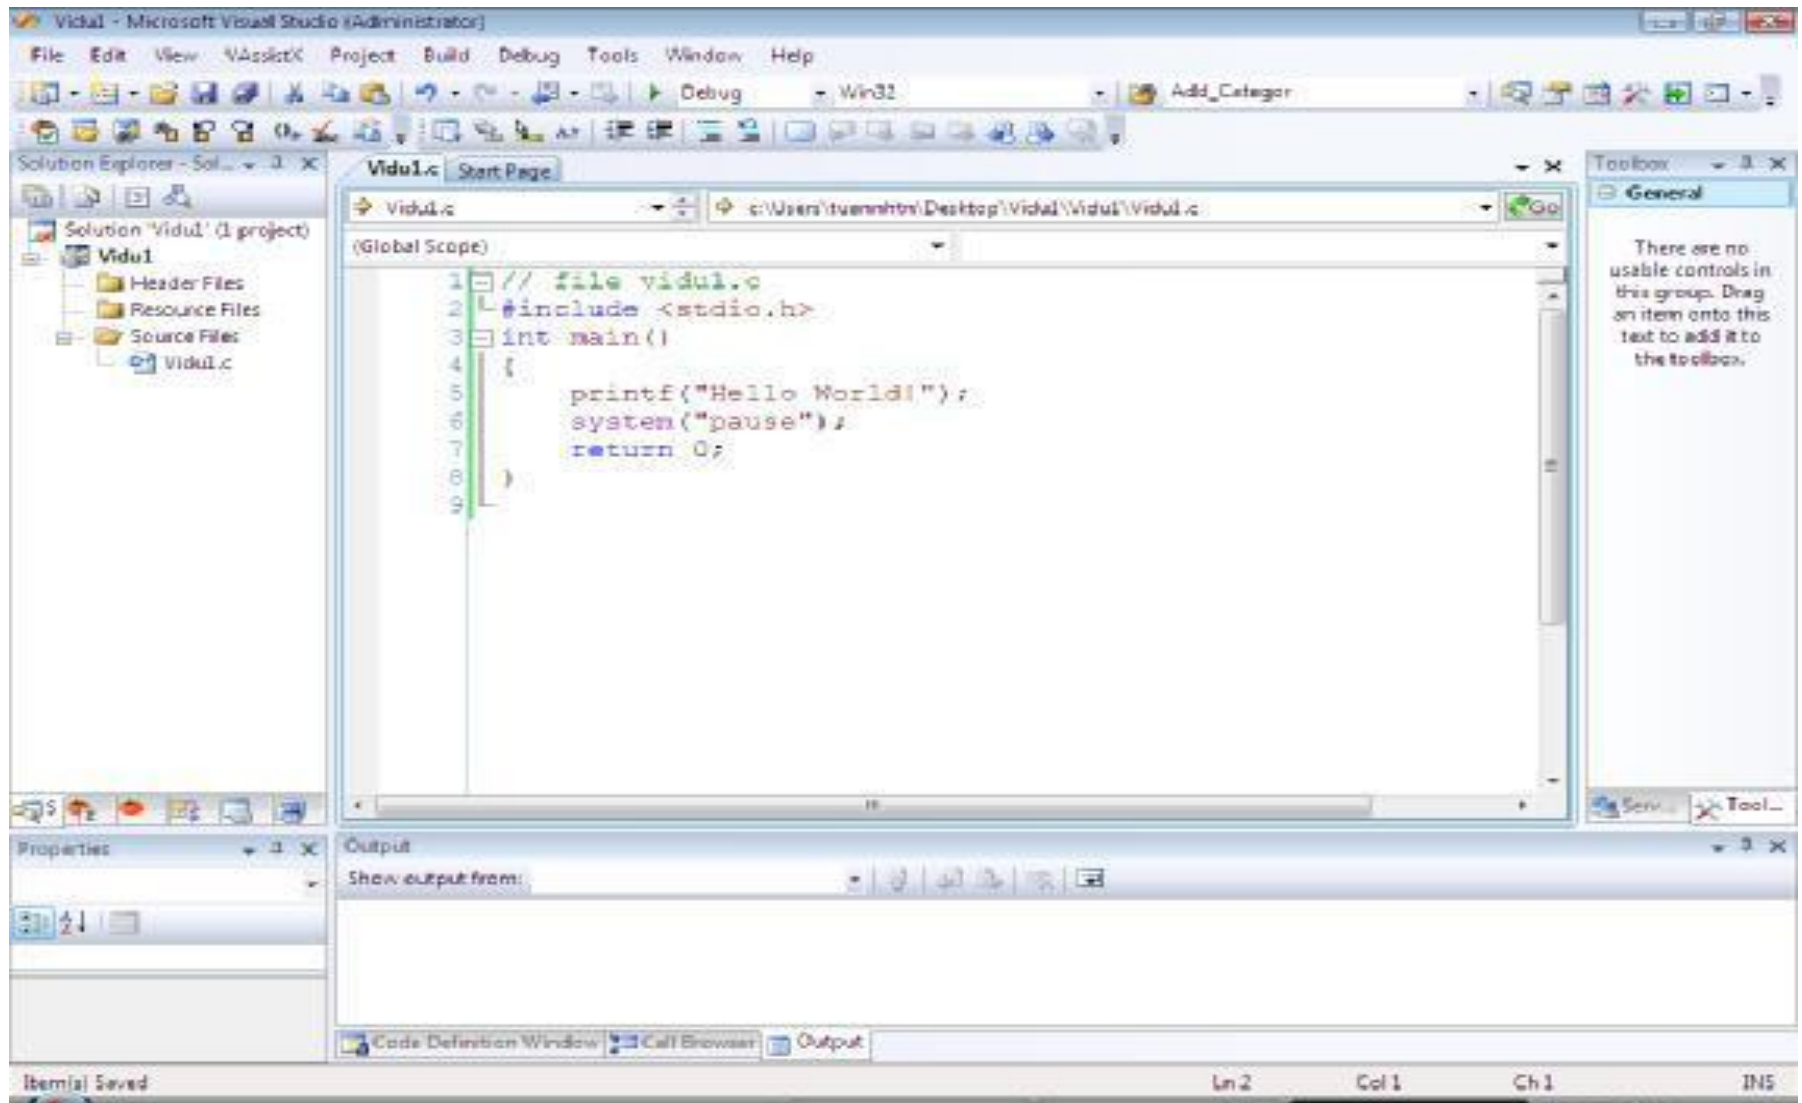 Vidu1 - Microsoft Visual Studio (Administrator)
File Edit View VAssistX Project Build Debug Tools Window Help
Debug Win32 Add_Categor
Solution Explorer - Sol...
Vidu1.c Start Page
Toolbox
General
Vidu1.c
c:\Users\tuannhtn\Desktop\Vidu1\Vidu1\Vidu1.c
Go
Solution 'Vidu1' (1 project)
Vidu1
Header Files
Resource Files
Source Files
Vidu1.c
(Global Scope)
1 // file vidu1.c
2 #include <stdio.h>
3 int main()
4 {
5 printf("Hello World!");
6 system("pause");
7 return 0;
8 }
9
There are no
usable controls in
this group. Drag
an item onto this
text to add it to
the toolbox.
Serv... Tool...
Properties
Output
Show output from:
Code Definition Window Call Browser Output
Item(s) Saved Ln 2 Col 1 Ch 1 INS